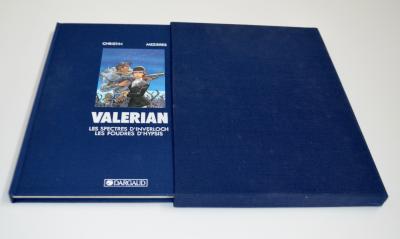 CHRISTIN MEZIERES
VALERIAN
LES SPECTRES D'INVERLOCH
LES FOUDRES D'HYPSIS
DARGAUD